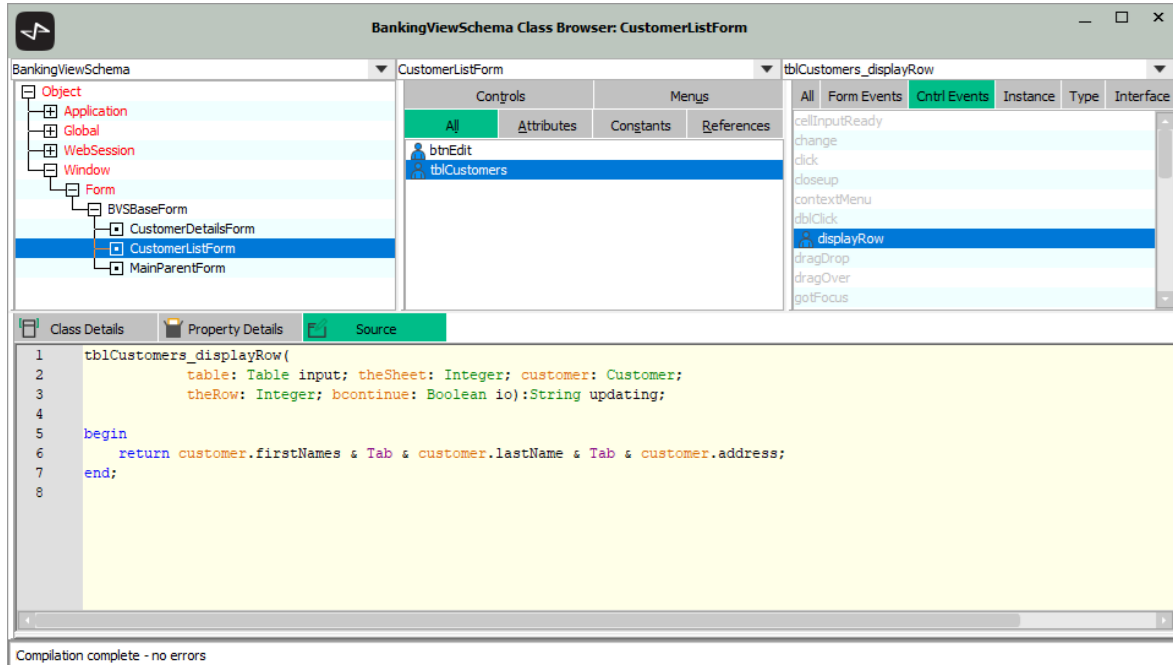 BankingViewSchema Class Browser: CustomerListForm
BankingViewSchema
CustomerListForm
tblCustomers_displayRow
Object
Application
Global
WebSession
Window
Form
BVSBaseForm
CustomerDetailsForm
CustomerListForm
MainParentForm
Controls Menus
All Attributes Constants References
btnEdit
tblCustomers
All Form Events Cntrl Events Instance Type Interface
cellInputReady
change
click
closeup
contextMenu
dblClick
displayRow
dragDrop
dragOver
gotFocus
Class Details Property Details Source
1 tblCustomers_displayRow(
2 table: Table input; theSheet: Integer; customer: Customer;
3 theRow: Integer; bcontinue: Boolean io):String updating;
4
5 begin
6 return customer.firstNames & Tab & customer.lastName & Tab & customer.address;
7 end;
8
Compilation complete - no errors